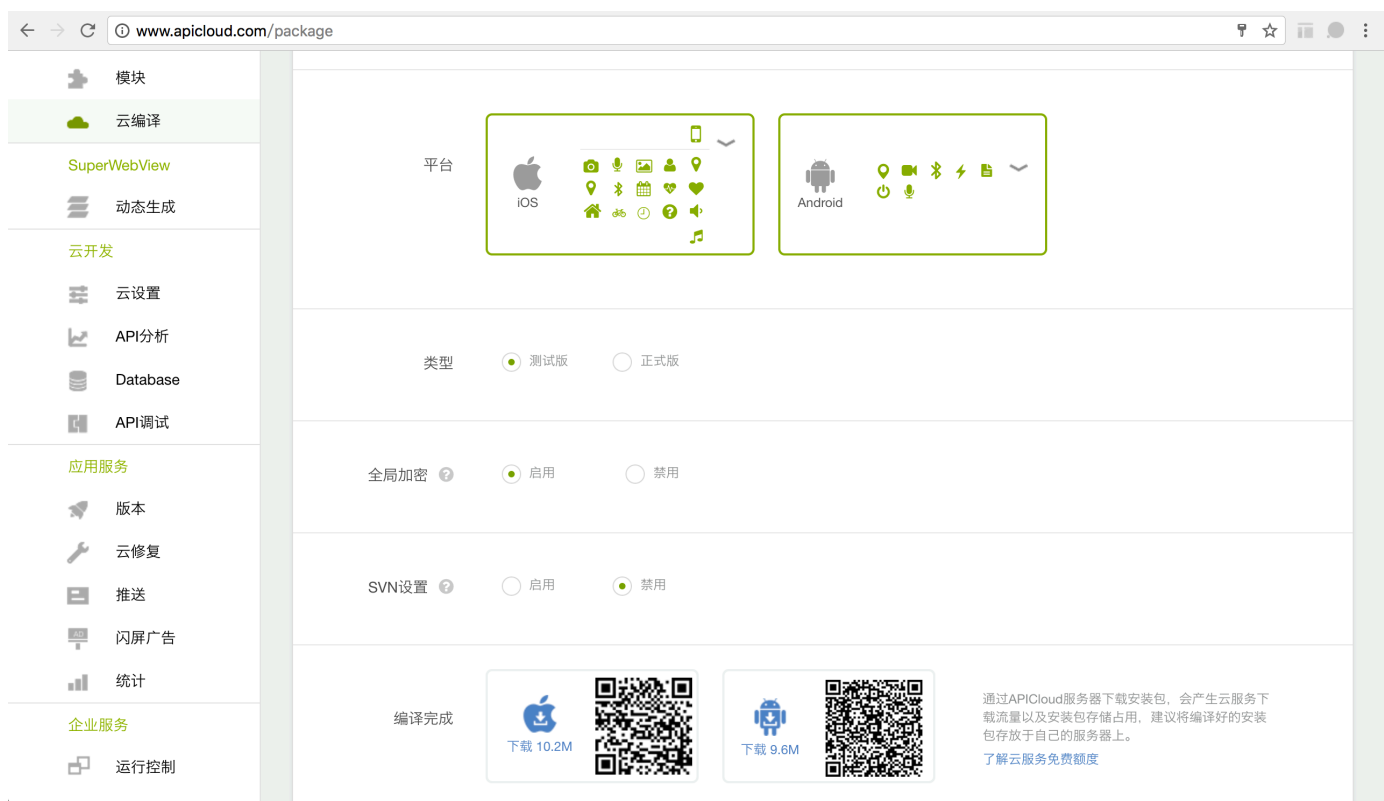 www.apicloud.com/package
模块
云编译
SuperWebView
动态生成
云开发
云设置
API分析
Database
API调试
应用服务
版本
云修复
推送
AD
闪屏广告
统计
企业服务
运行控制
平台
iOS
Android
类型
测试版
正式版
全局加密 ?
启用
禁用
SVN设置 ?
启用
禁用
编译完成
下载 10.2M
下载 9.6M
通过APICloud服务器下载安装包，会产生云服务下
载流量以及安装包存储占用，建议将编译好的安装
包存放于自己的服务器上。
了解云服务免费额度